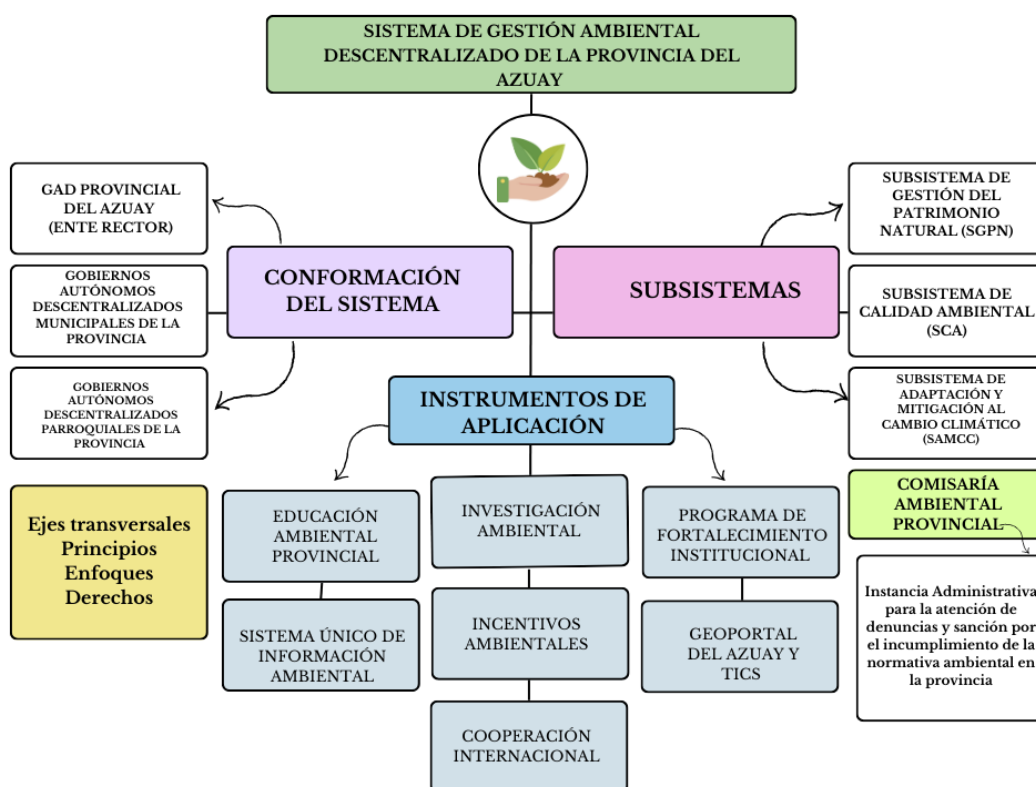 SISTEMA DE GESTIÓN AMBIENTAL
DESCENTRALIZADO DE LA PROVINCIA DEL
AZUAY
GAD PROVINCIAL
DEL AZUAY
(ENTE RECTOR)
GOBIERNOS
AUTÓNOMOS
DESCENTRALIZADOS
MUNICIPALES DE LA
PROVINCIA
GOBIERNOS
AUTÓNOMOS
DESCENTRALIZADOS
PARROQUIALES DE LA
PROVINCIA
CONFORMACIÓN
DEL SISTEMA
SUBSISTEMAS
SUBSISTEMA DE
GESTIÓN DEL
PATRIMONIO
NATURAL (SGPN)
SUBSISTEMA DE
CALIDAD AMBIENTAL
(SCA)
SUBSISTEMA DE
ADAPTACIÓN Y
MITIGACIÓN AL
CAMBIO CLIMÁTICO
(SAMCC)
INSTRUMENTOS DE
APLICACIÓN
Ejes transversales
Principios
Enfoques
Derechos
EDUCACIÓN
AMBIENTAL
PROVINCIAL
SISTEMA ÚNICO DE
INFORMACIÓN
AMBIENTAL
INVESTIGACIÓN
AMBIENTAL
INCENTIVOS
AMBIENTALES
COOPERACIÓN
INTERNACIONAL
PROGRAMA DE
FORTALECIMIENTO
INSTITUCIONAL
GEOPORTAL
DEL AZUAY Y
TICS
COMISARÍA
AMBIENTAL
PROVINCIAL
Instancia Administrativa
para la atención de
denuncias y sanción por
el incumplimiento de la
normativa ambiental en
la provincia